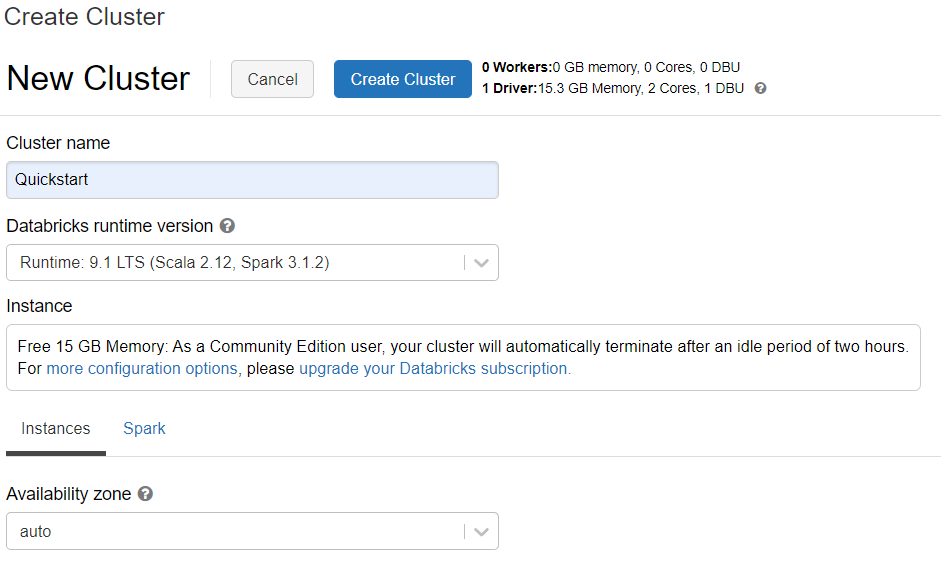 Create Cluster
New Cluster
Cancel
Create Cluster
0 Workers:0 GB memory, 0 Cores, 0 DBU
1 Driver:15.3 GB Memory, 2 Cores, 1 DBU ?
Cluster name
Quickstart
Databricks runtime version ?
Runtime: 9.1 LTS (Scala 2.12, Spark 3.1.2)
Instance
Free 15 GB Memory: As a Community Edition user, your cluster will automatically terminate after an idle period of two hours.
For more configuration options, please upgrade your Databricks subscription.
Instances
Spark
Availability zone ?
auto